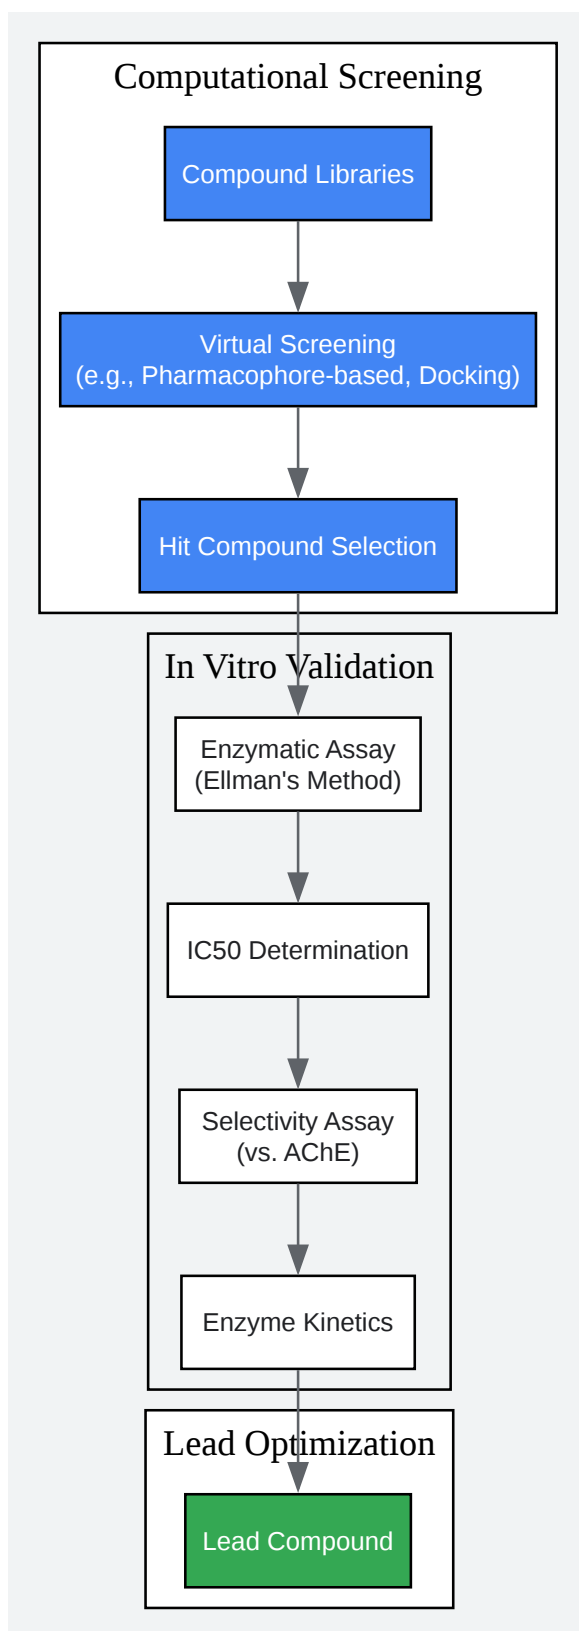 Computational Screening
Compound Libraries
Virtual Screening
(e.g., Pharmacophore-based, Docking)
Hit Compound Selection
In Vitro Validation
Enzymatic Assay
(Ellman's Method)
IC50 Determination
Selectivity Assay
(vs. AChE)
Enzyme Kinetics
Lead Optimization
Lead Compound